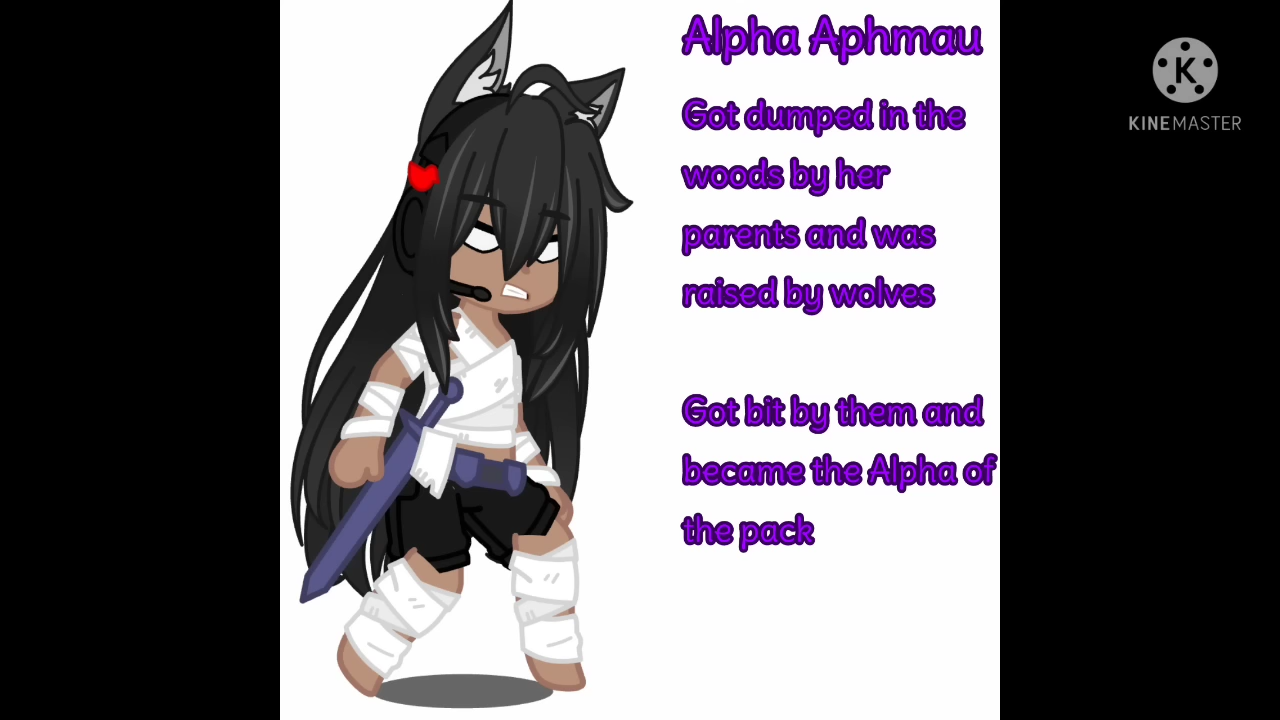 Alpha Aphmau
Got dumped in the
woods by her
parents and was
raised by wolves
Got bit by them and
became the Alpha of
the pack
K
KINEMASTER